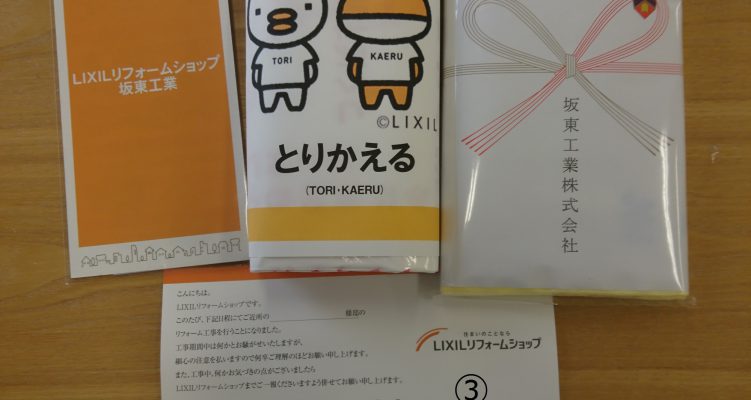 LIXILリフォームショップ
坂東工業
TORI
KAERU
©LIXIL
とりかえる
(TORI・KAERU)
坂東工業株式会社
こんにちは。
LIXILリフォームショップです。
このたび、下記日程にてご近所の 様邸の
リフォーム工事を行うことになりました。
工事期間中は何かとお騒がせいたしますが、
細心の注意を払いますので何卒ご理解のほどお願い申し上げます。
また、工事中、何かお気づきの点がございましたら
LIXILリフォームショップまでご一報くださいますよう併せてお願い申し上げます。
住まいのことなら
LIXILリフォームショップ
③